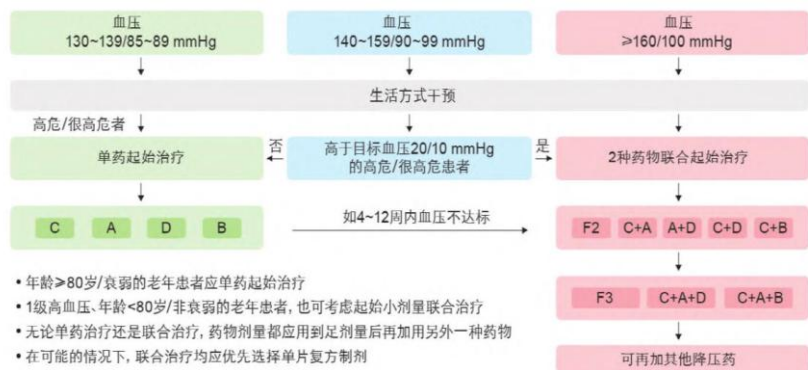 血压
130~139/85~89 mmHg
血压
140~159/90~99 mmHg
血压
≥160/100 mmHg
生活方式干预
高危/很高危者
单药起始治疗
否
高于目标血压20/10 mmHg
的高危/很高危患者
是
2种药物联合起始治疗
C A D B
如4~12周内血压不达标
F2 C+A A+D C+D C+B
F3 C+A+D C+A+B
可再加其他降压药
• 年龄≥80岁/衰弱的老年患者应单药起始治疗
• 1级高血压、年龄<80岁/非衰弱的老年患者, 也可考虑起始小剂量联合治疗
• 无论单药治疗还是联合治疗, 药物剂量都应用到足剂量后再加用另外一种药物
• 在可能的情况下, 联合治疗均应优先选择单片复方制剂